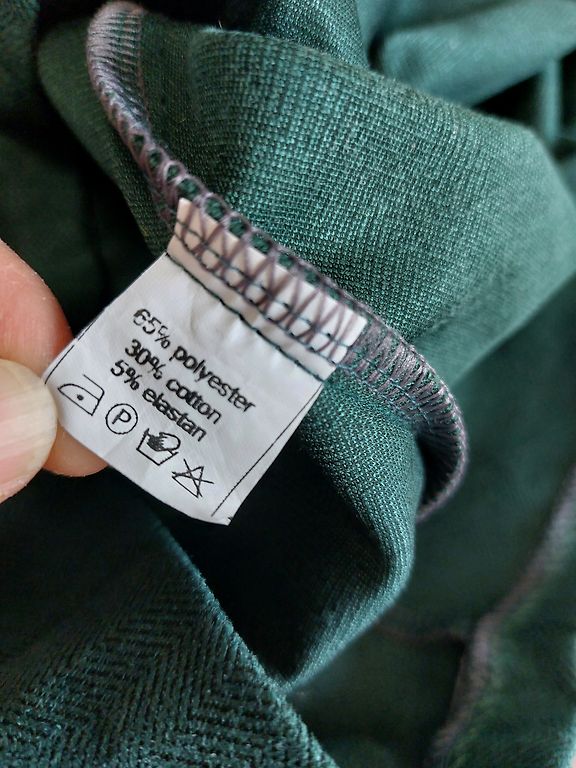 65% polyester
30% cotton
5% elastan
P